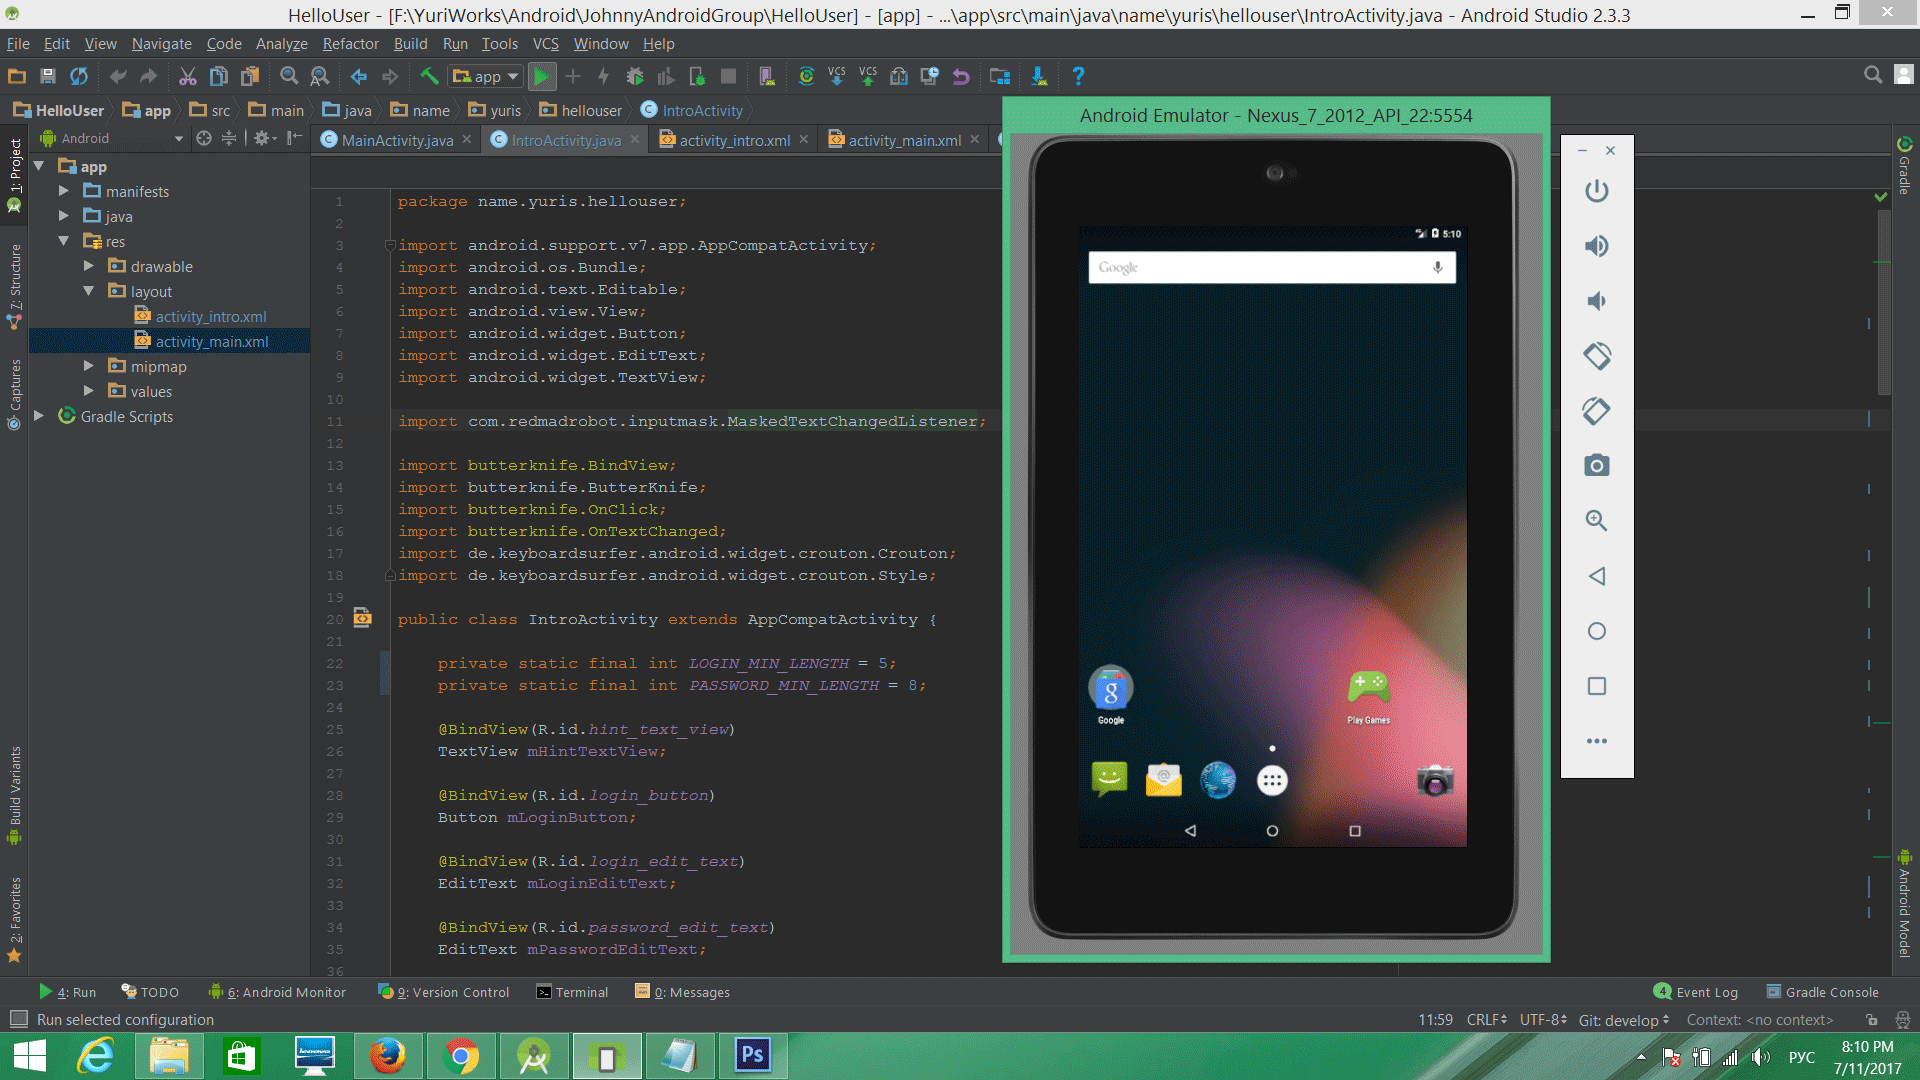 HelloUser - [F:\YuriWorks\Android\JohnnyAndroidGroup\HelloUser] - [app] - ...\app\src\main\java\name\yuris\hellouser\IntroActivity.java - Android Studio 2.3.3
File Edit View Navigate Code Analyze Refactor Build Run Tools VCS Window Help
app VCS VCS
HelloUser app src main java name yuris hellouser IntroActivity
Android
MainActivity.java IntroActivity.java activity_intro.xml activity_main.xml
1: Project
7: Structure
Captures
Build Variants
2: Favorites
app
manifests
java
res
drawable
layout
activity_intro.xml
activity_main.xml
mipmap
values
Gradle Scripts
1 package name.yuris.hellouser;
2
3 import android.support.v7.app.AppCompatActivity;
4 import android.os.Bundle;
5 import android.text.Editable;
6 import android.view.View;
7 import android.widget.Button;
8 import android.widget.EditText;
9 import android.widget.TextView;
10
11 import com.redmadrobot.inputmask.MaskedTextChangedListener;
12
13 import butterknife.BindView;
14 import butterknife.ButterKnife;
15 import butterknife.OnClick;
16 import butterknife.OnTextChanged;
17 import de.keyboardsurfer.android.widget.crouton.Crouton;
18 import de.keyboardsurfer.android.widget.crouton.Style;
19
20 public class IntroActivity extends AppCompatActivity {
21
22 private static final int LOGIN_MIN_LENGTH = 5;
23 private static final int PASSWORD_MIN_LENGTH = 8;
24
25 @BindView(R.id.hint_text_view)
26 TextView mHintTextView;
27
28 @BindView(R.id.login_button)
29 Button mLoginButton;
30
31 @BindView(R.id.login_edit_text)
32 EditText mLoginEditText;
33
34 @BindView(R.id.password_edit_text)
35 EditText mPasswordEditText;
36
Android Emulator - Nexus_7_2012_API_22:5554
5:10
Google
Google
Play Games
Gradle
Android Model
4: Run TODO 6: Android Monitor 9: Version Control Terminal 0: Messages 4 Event Log Gradle Console
Run selected configuration 11:59 CRLF UTF-8 Git: develop Context: <no context>
Ps
РУС
8:10 PM
7/11/2017